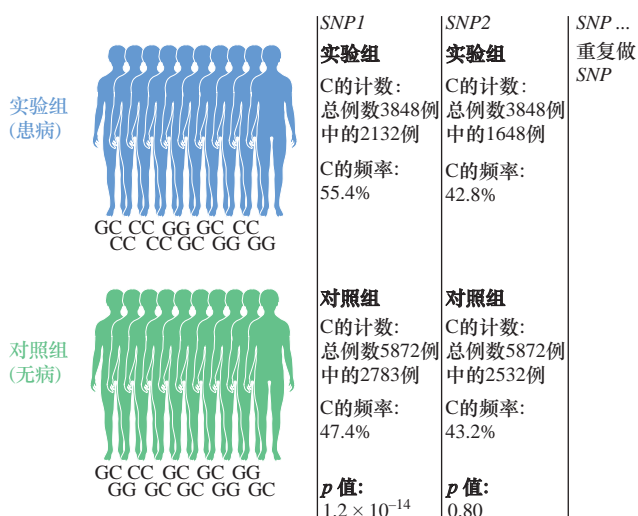 实验组
(患病)
GC CC GG GC CC
CC CC GC GG GG
对照组
(无病)
GC CC GC GC GG
GG GC GC GG GC
SNP1
实验组
C的计数：
总例数3848例
中的2132例
C的频率：
55.4%
对照组
C的计数：
总例数5872例
中的2783例
C的频率：
47.4%
p 值：
1.2 × 10⁻¹⁴
SNP2
实验组
C的计数：
总例数3848例
中的1648例
C的频率：
42.8%
对照组
C的计数：
总例数5872例
中的2532例
C的频率：
43.2%
p 值：
0.80
SNP ...
重复做
SNP